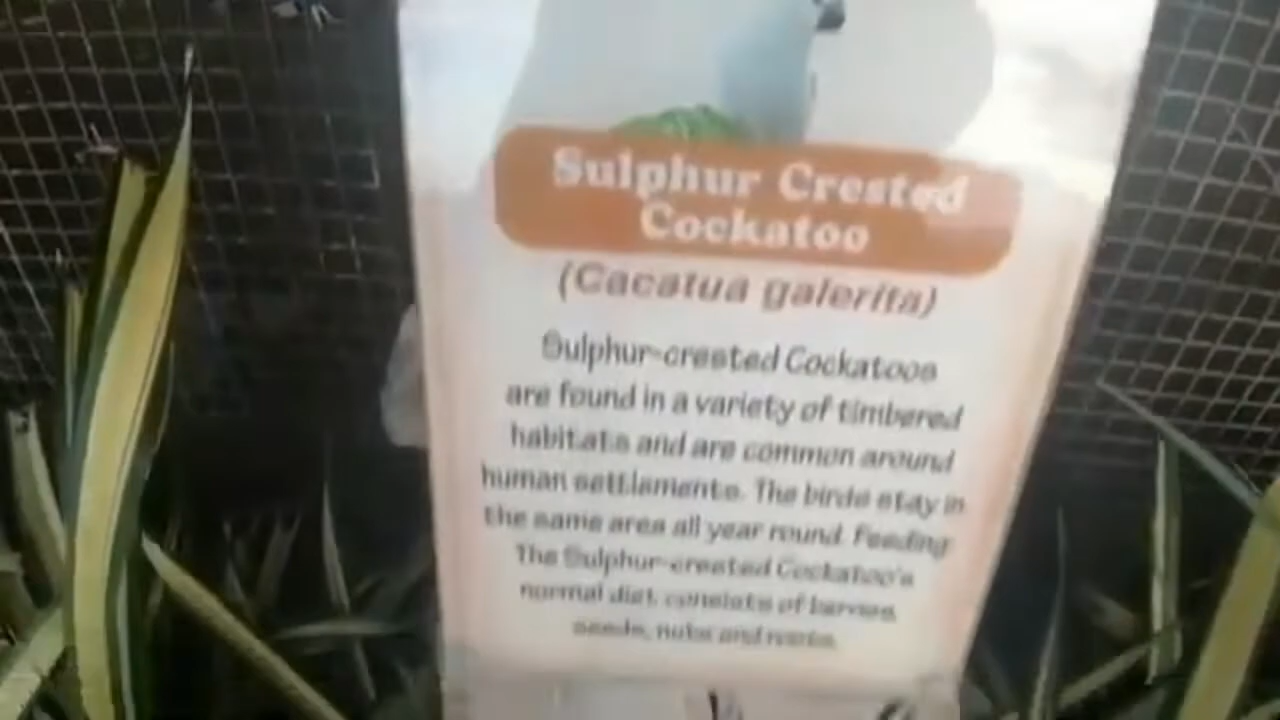 Sulphur Crested
Cockatoo
(Cacatua galerita)
Sulphur-crested Cockatoos
are found in a variety of timbered
habitats and are common around
human settlements. The birds stay in
the same area all year round. Feeding
The Sulphur-crested Cockatoo's
normal diet consists of berries,
seeds, nuts and roots.